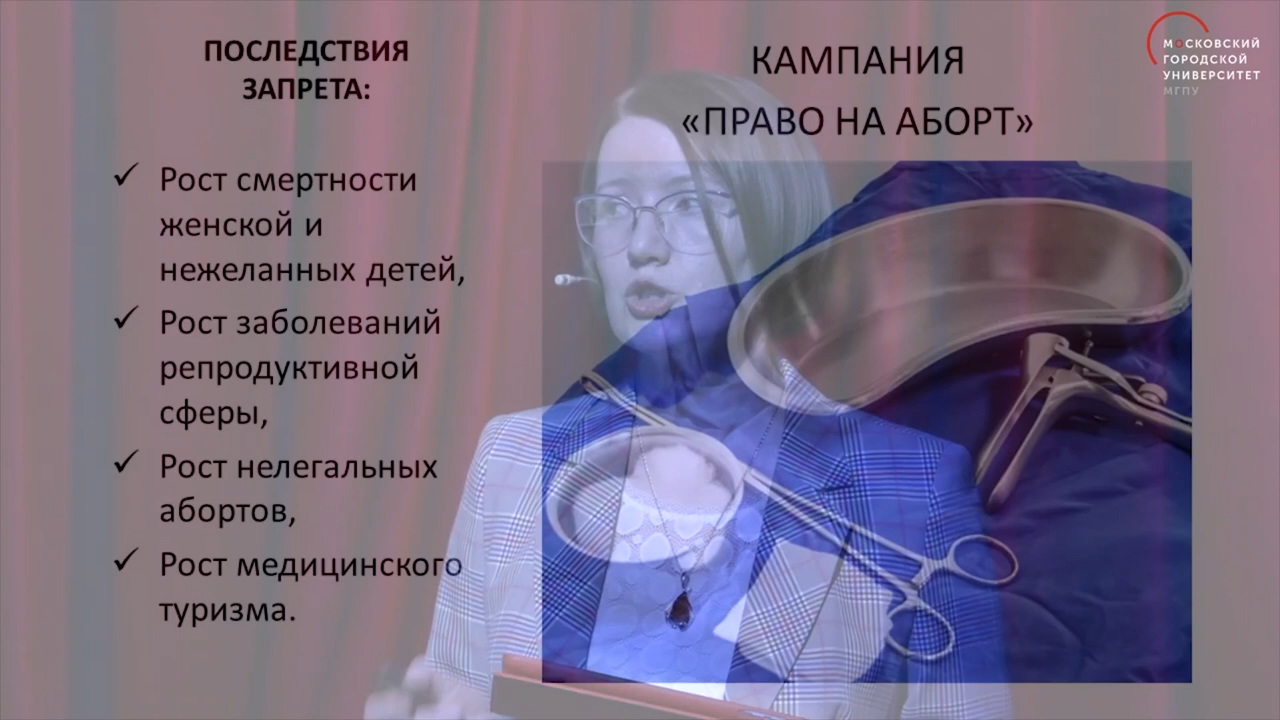 ПОСЛЕДСТВИЯ
ЗАПРЕТА:
✓ Рост смертности
женской и
нежеланных детей,
✓ Рост заболеваний
репродуктивной
сферы,
✓ Рост нелегальных
абортов,
✓ Рост медицинского
туризма.
КАМПАНИЯ
«ПРАВО НА АБОРТ»
МОСКОВСКИЙ
ГОРОДСКОЙ
УНИВЕРСИТЕТ
МГПУ